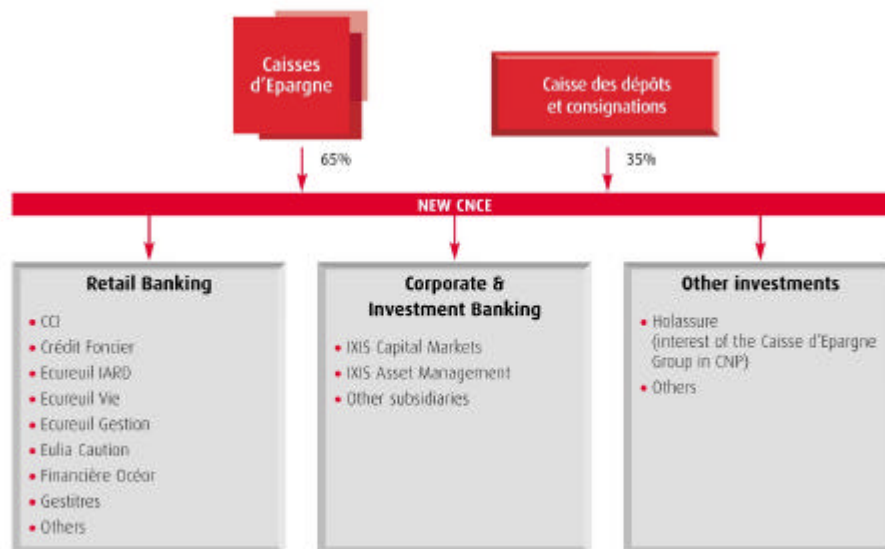 Caisses
d'Epargne
Caisse des dépôts
et consignations
65%
35%
NEW CNCE
Retail Banking
• CCI
• Crédit Foncier
• Ecureuil IARD
• Ecureuil Vie
• Ecureuil Gestion
• Eulia Caution
• Financière Océor
• Gestitres
• Others
Corporate &
Investment Banking
• IXIS Capital Markets
• IXIS Asset Management
• Other subsidiaries
Other investments
• Holassure
(interest of the Caisse d'Epargne
Group in CNP)
• Others